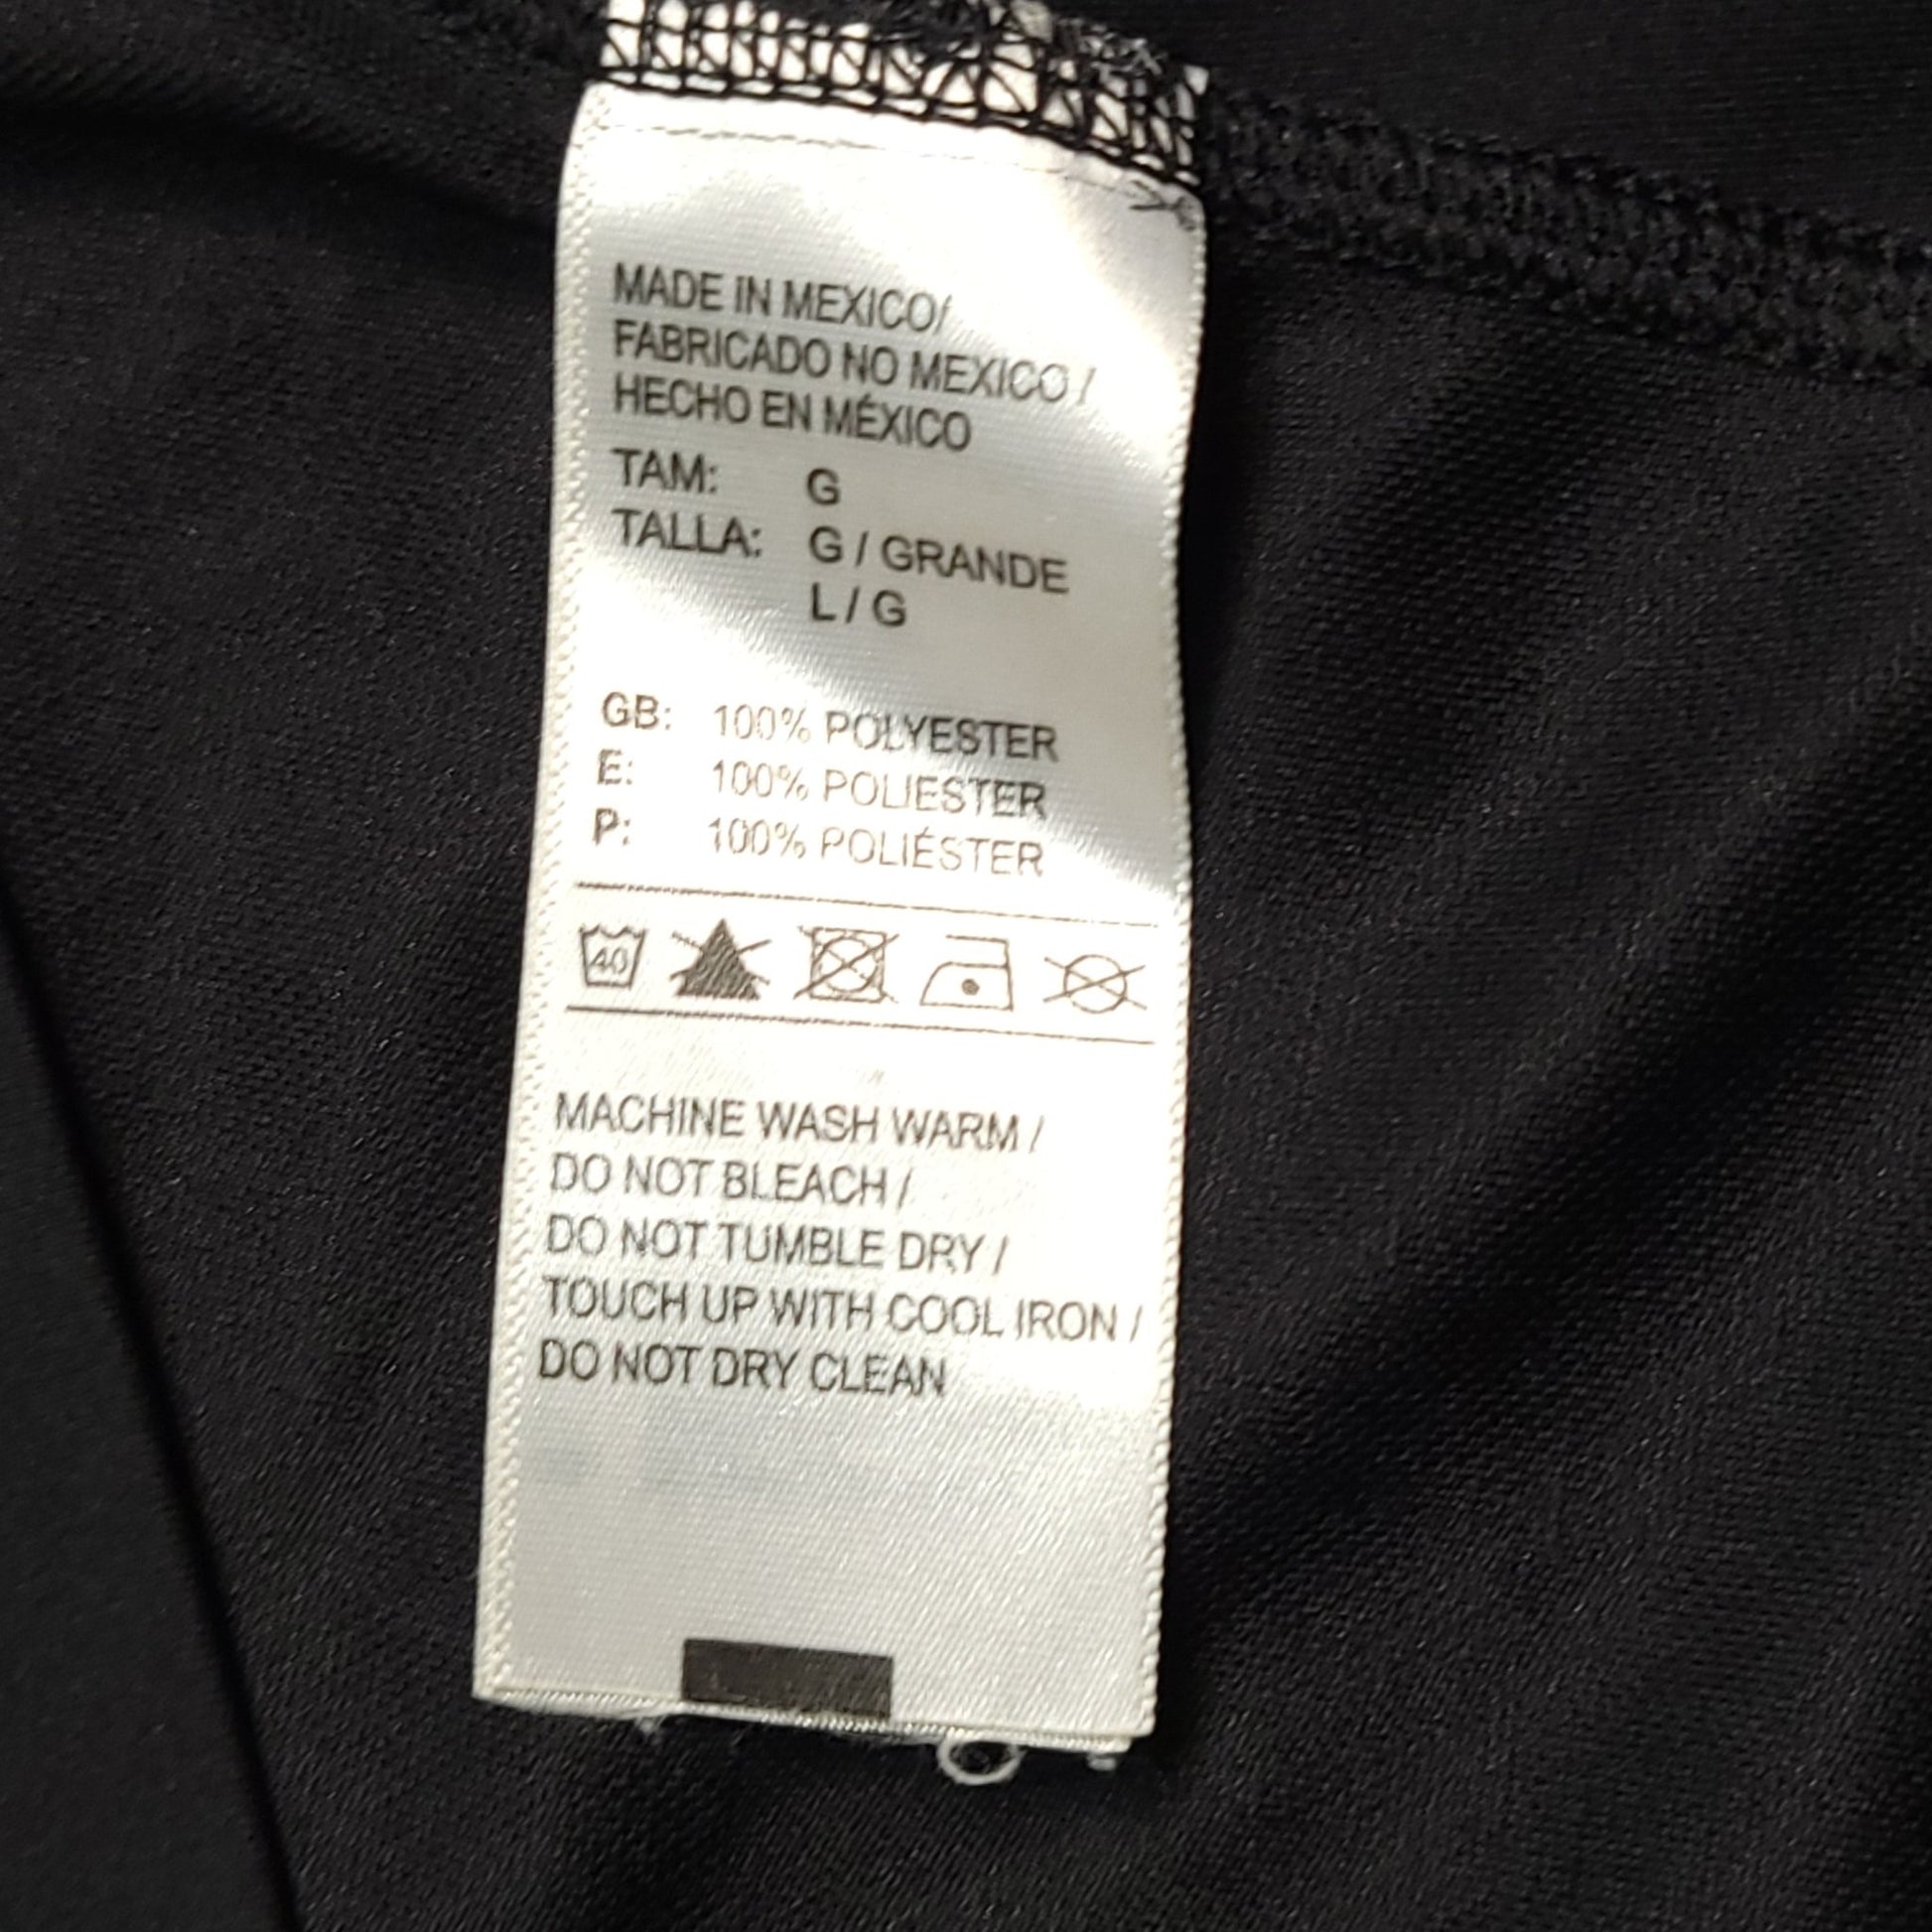 MADE IN MEXICO/
FABRICADO NO MEXICO /
HECHO EN MÉXICO
TAM: G
TALLA: G / GRANDE
L / G
GB: 100% POLYESTER
E: 100% POLIESTER
P: 100% POLIÉSTER
40
MACHINE WASH WARM /
DO NOT BLEACH /
DO NOT TUMBLE DRY /
TOUCH UP WITH COOL IRON /
DO NOT DRY CLEAN